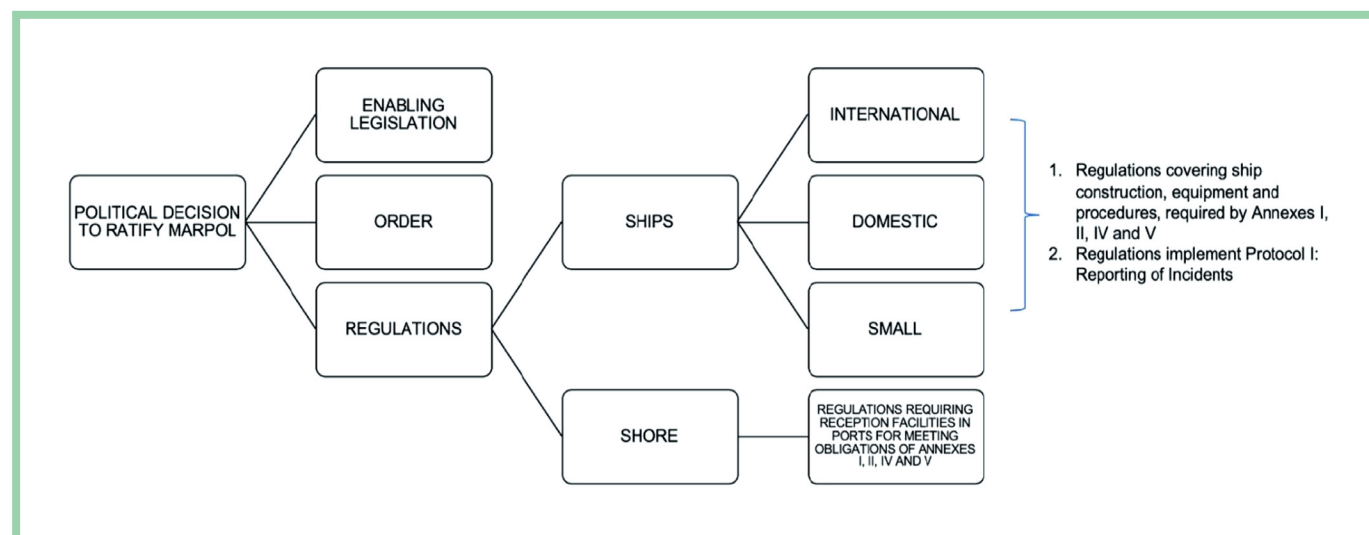 ENABLING
LEGISLATION
INTERNATIONAL
POLITICAL DECISION
TO RATIFY MARPOL
ORDER
SHIPS
DOMESTIC
1. Regulations covering ship
construction, equipment and
procedures, required by Annexes I,
II, IV and V
2. Regulations implement Protocol I:
Reporting of Incidents
REGULATIONS
SMALL
SHORE
REGULATIONS REQUIRING
RECEPTION FACILITIES IN
PORTS FOR MEETING
OBLIGATIONS OF ANNEXES
I, II, IV AND V